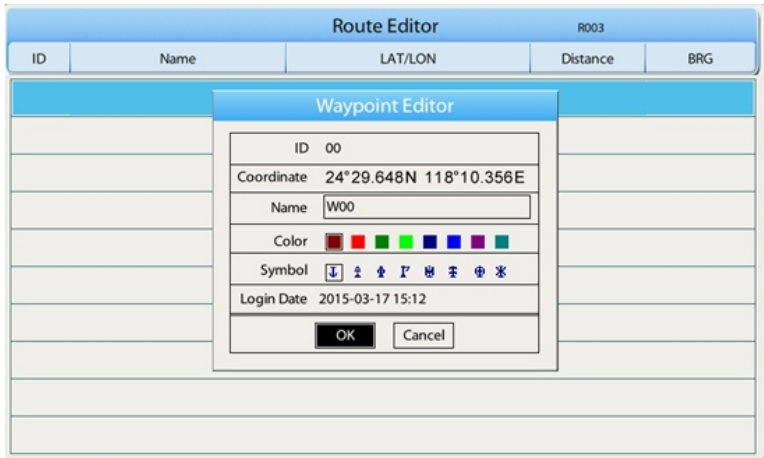 Route Editor R003
ID Name LAT/LON Distance BRG
Waypoint Editor
ID 00
Coordinate 24°29.648N 118°10.356E
Name W00
Color
Symbol
Login Date 2015-03-17 15:12
OK Cancel